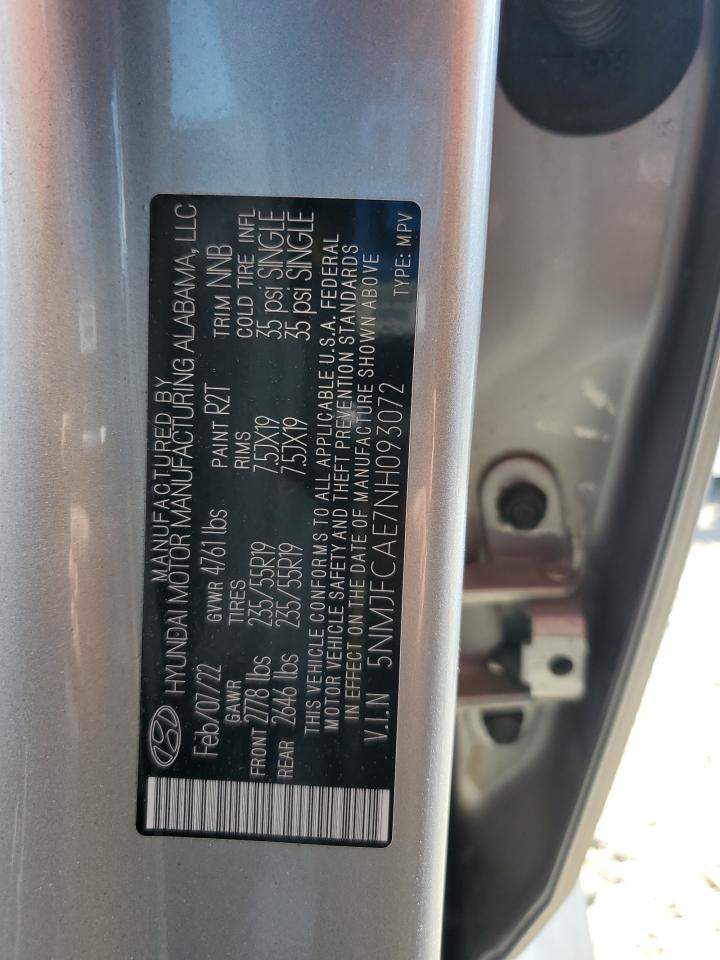 MANUFACTURED BY
HYUNDAI MOTOR MANUFACTURING ALABAMA, LLC
Feb/07/22 GVWR 4761 lbs PAINT R2T TRIM NNB
GAWR TIRES RIMS COLD TIRE INFL
FRONT 2778 lbs 235/55R19 7.5JX19 35 psi SINGLE
REAR 2646 lbs 235/55R19 7.5JX19 35 psi SINGLE
THIS VEHICLE CONFORMS TO ALL APPLICABLE U.S.A. FEDERAL
MOTOR VEHICLE SAFETY AND THEFT PREVENTION STANDARDS
IN EFFECT ON THE DATE OF MANUFACTURE SHOWN ABOVE
V.I.N 5NMJFCAE7NH093072 TYPE: MPV